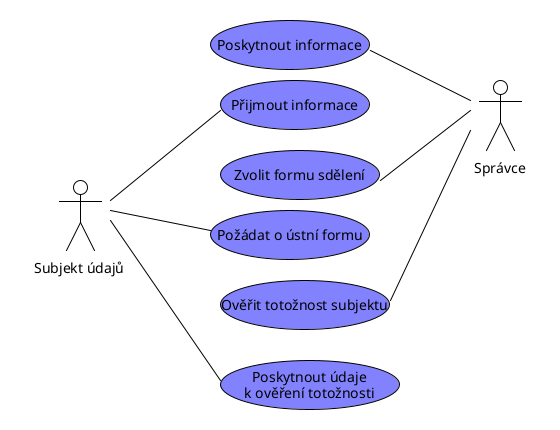 Poskytnout informace
Přijmout informace
Zvolit formu sdělení
Správce
Požádat o ústní formu
Subjekt údajů
Ověřit totožnost subjektu
Poskytnout údaje
k ověření totožnosti